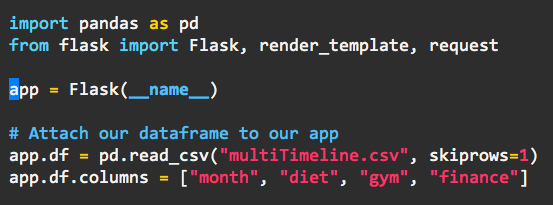 import pandas as pd
from flask import Flask, render_template, request
app = Flask(__name__)
# Attach our dataframe to our app
app.df = pd.read_csv("multiTimeline.csv", skiprows=1)
app.df.columns = ["month", "diet", "gym", "finance"]